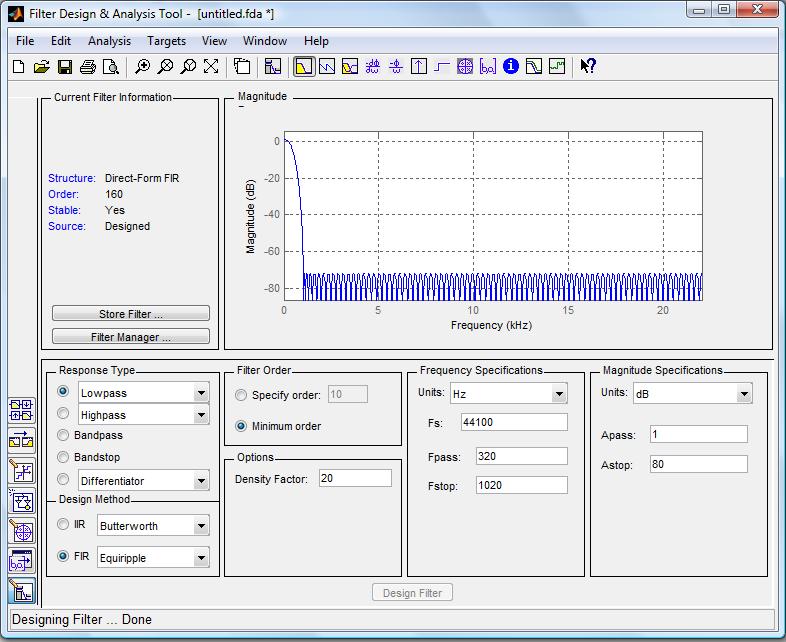 Filter Design & Analysis Tool - [untitled.fda *]
File Edit Analysis Targets View Window Help
Current Filter Information
Structure: Direct-Form FIR
Order: 160
Stable: Yes
Source: Designed
Store Filter ...
Filter Manager ...
Magnitude
Magnitude (dB)
0
-20
-40
-60
-80
0 5 10 15 20
Frequency (kHz)
Response Type
Lowpass
Highpass
Bandpass
Bandstop
Differentiator
Design Method
IIR Butterworth
FIR Equiripple
Filter Order
Specify order: 10
Minimum order
Options
Density Factor: 20
Frequency Specifications
Units: Hz
Fs: 44100
Fpass: 320
Fstop: 1020
Magnitude Specifications
Units: dB
Apass: 1
Astop: 80
Design Filter
Designing Filter ... Done